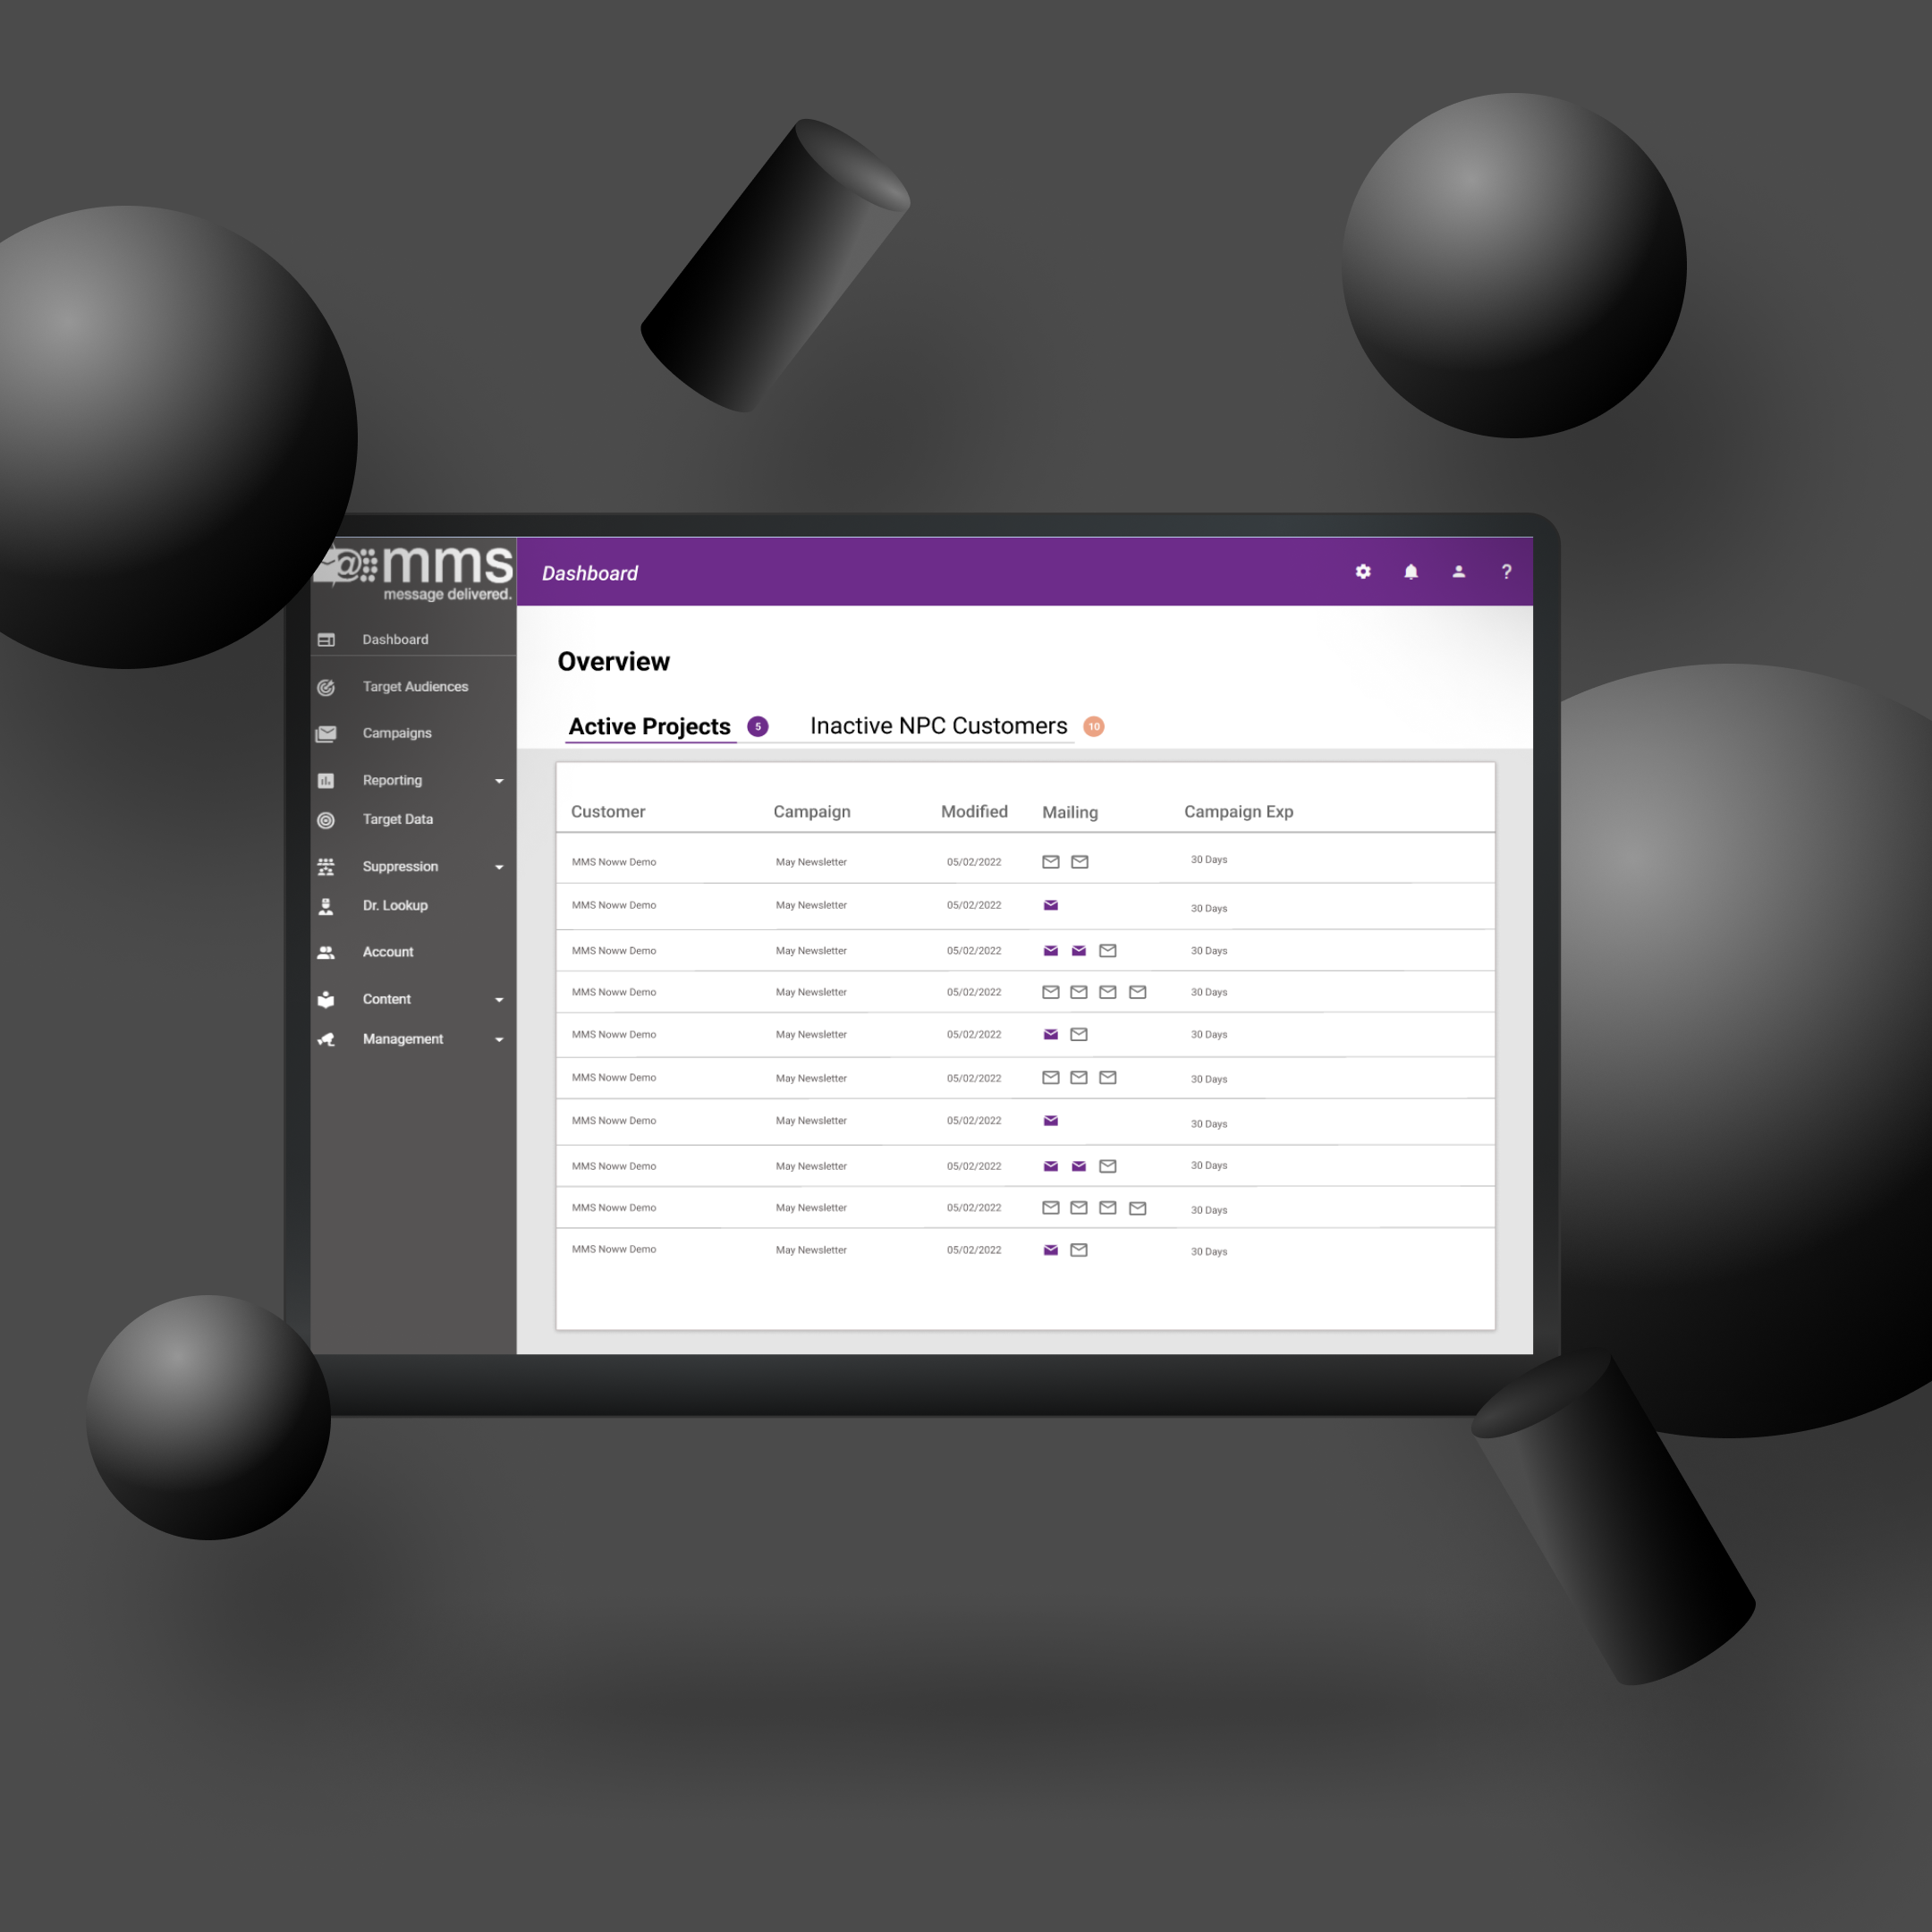 @mms
message delivered.
Dashboard
Target Audiences
Campaigns
Reporting
Target Data
Suppression
Dr. Lookup
Account
Content
Management
Dashboard ?
Overview
Active Projects 5 Inactive NPC Customers 10
Customer Campaign Modified Mailing Campaign Exp
MMS Noww Demo May Newsletter 05/02/2022 30 Days
MMS Noww Demo May Newsletter 05/02/2022 30 Days
MMS Noww Demo May Newsletter 05/02/2022 30 Days
MMS Noww Demo May Newsletter 05/02/2022 30 Days
MMS Noww Demo May Newsletter 05/02/2022 30 Days
MMS Noww Demo May Newsletter 05/02/2022 30 Days
MMS Noww Demo May Newsletter 05/02/2022 30 Days
MMS Noww Demo May Newsletter 05/02/2022 30 Days
MMS Noww Demo May Newsletter 05/02/2022 30 Days
MMS Noww Demo May Newsletter 05/02/2022 30 Days